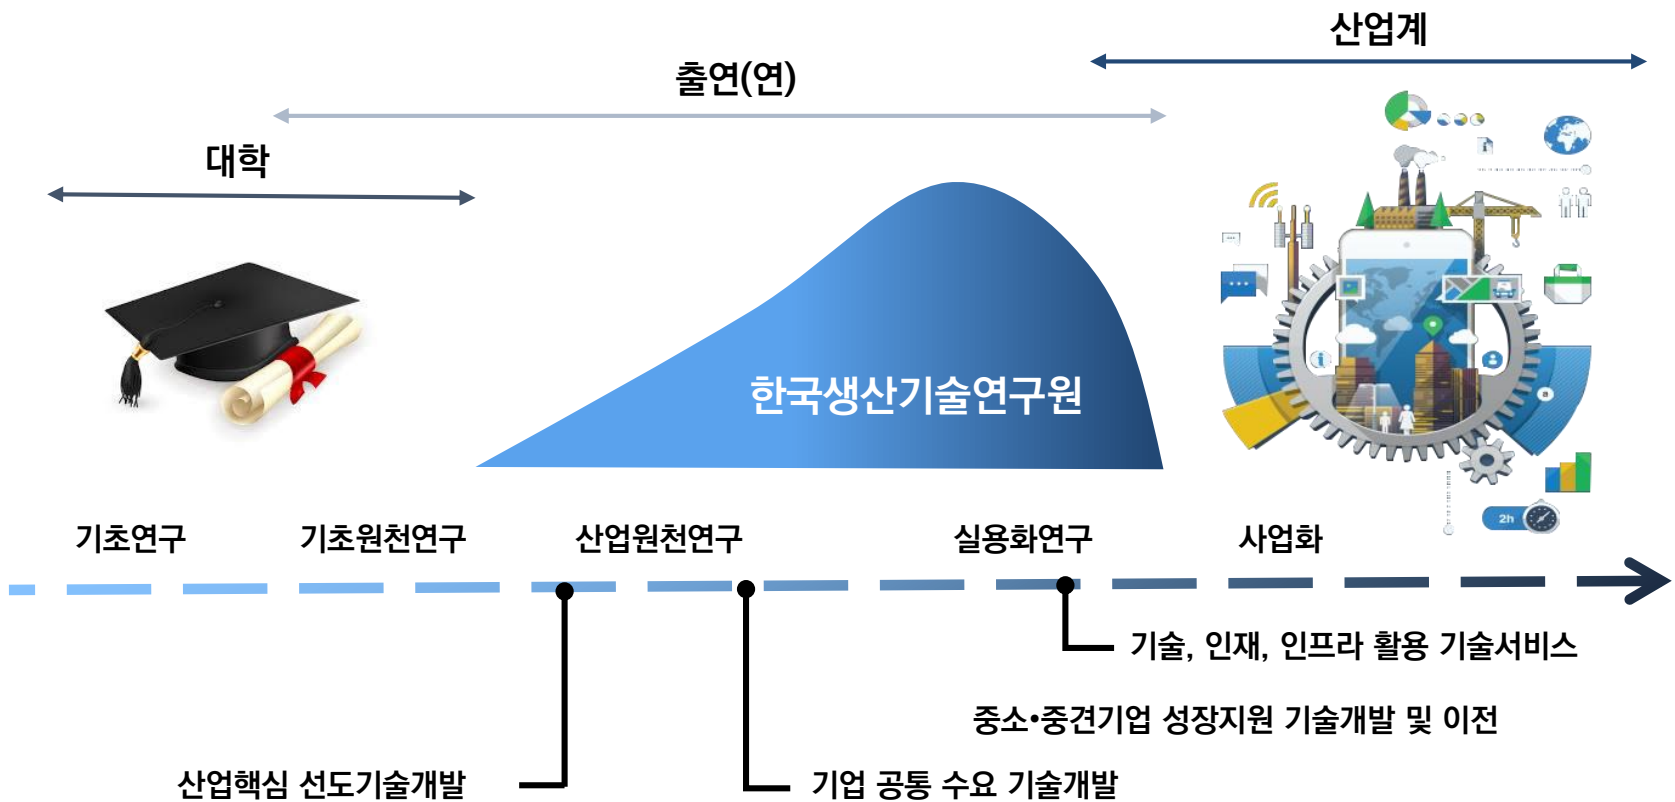 산업계
출연(연)
대학
한국생산기술연구원
2h
기초연구
기초원천연구
산업원천연구
실용화연구
사업화
기술, 인재, 인프라 활용 기술서비스
중소•중견기업 성장지원 기술개발 및 이전
산업핵심 선도기술개발
기업 공통 수요 기술개발